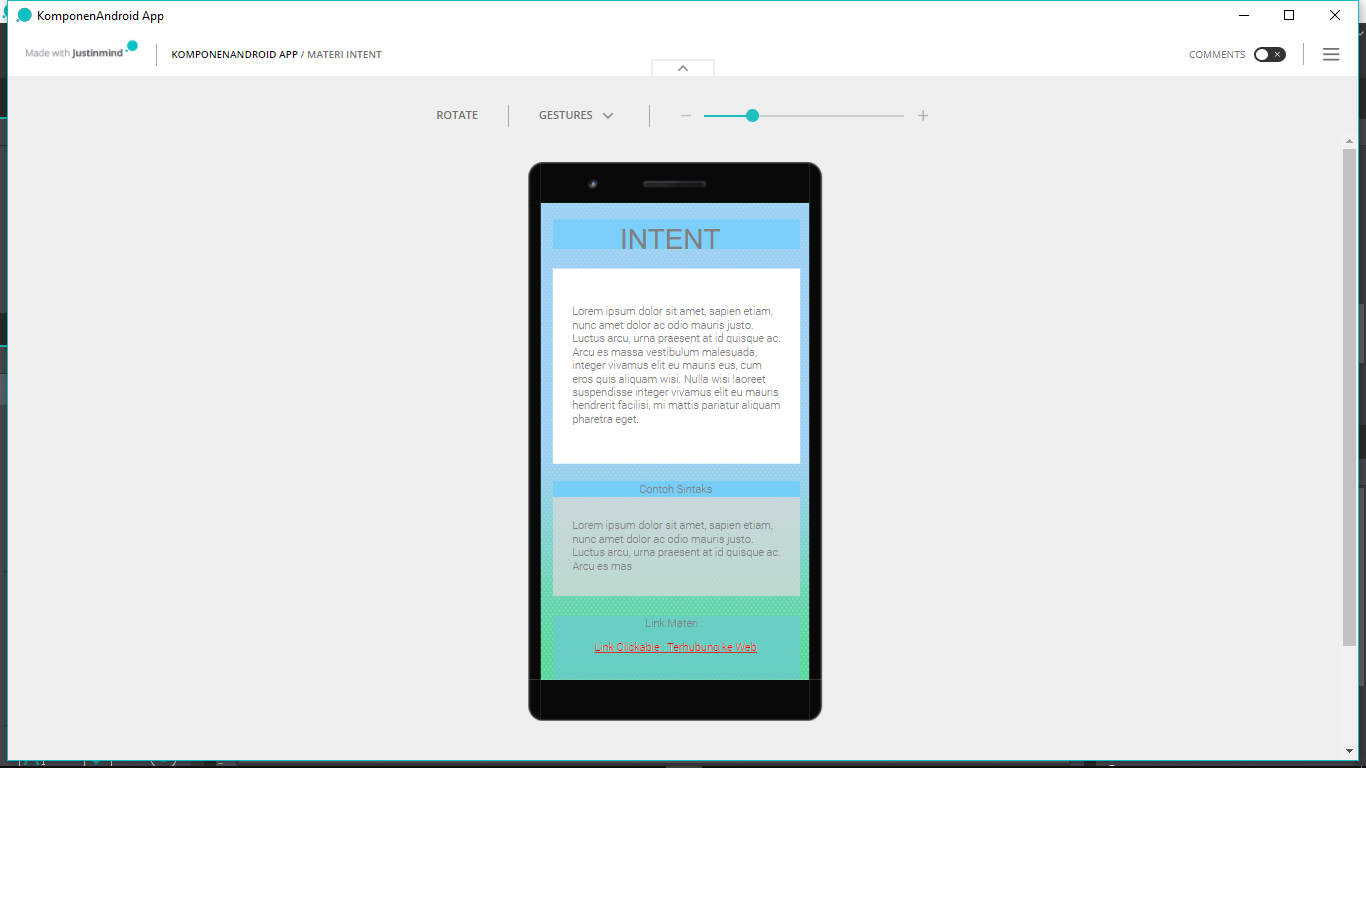 KomponenAndroid App
Made with Justinmind
KOMPONENANDROID APP / MATERI INTENT
COMMENTS
ROTATE
GESTURES
INTENT
Lorem ipsum dolor sit amet, sapien etiam,
nunc amet dolor ac odio mauris justo.
Luctus arcu, urna praesent at id quisque ac.
Arcu es massa vestibulum malesuada,
integer vivamus elit eu mauris eus, cum
eros quis aliquam wisi. Nulla wisi laoreet
suspendisse integer vivamus elit eu mauris
hendrerit facilisi, mi mattis pariatur aliquam
pharetra eget.
Contoh Sintaks
Lorem ipsum dolor sit amet, sapien etiam,
nunc amet dolor ac odio mauris justo.
Luctus arcu, urna praesent at id quisque ac.
Arcu es mas
Link Materi :
Link Clickable : Terhubung ke Web